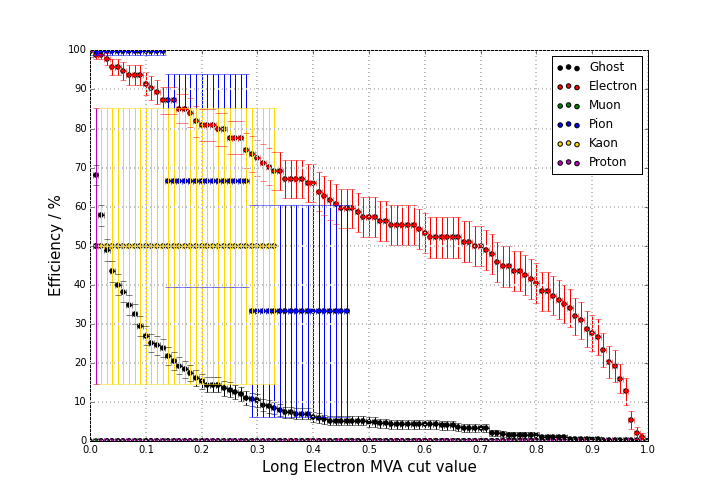 100
90
80
70
60
50
40
30
20
10
0
Efficiency / %
Ghost
Electron
Muon
Pion
Kaon
Proton
0.0 0.1 0.2 0.3 0.4 0.5 0.6 0.7 0.8 0.9 1.0
Long Electron MVA cut value